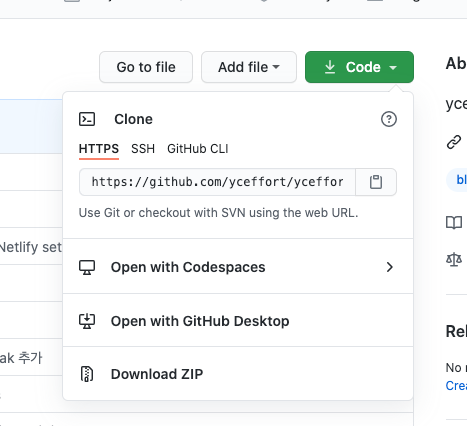 Go to file
Add file
Code
Clone
HTTPS SSH GitHub CLI
https://github.com/yceffort/yceffor
Use Git or checkout with SVN using the web URL.
Open with Codespaces
Open with GitHub Desktop
Download ZIP
Netlify set
ak 추가
Ab
yce
bl
Rel
No r
Crea